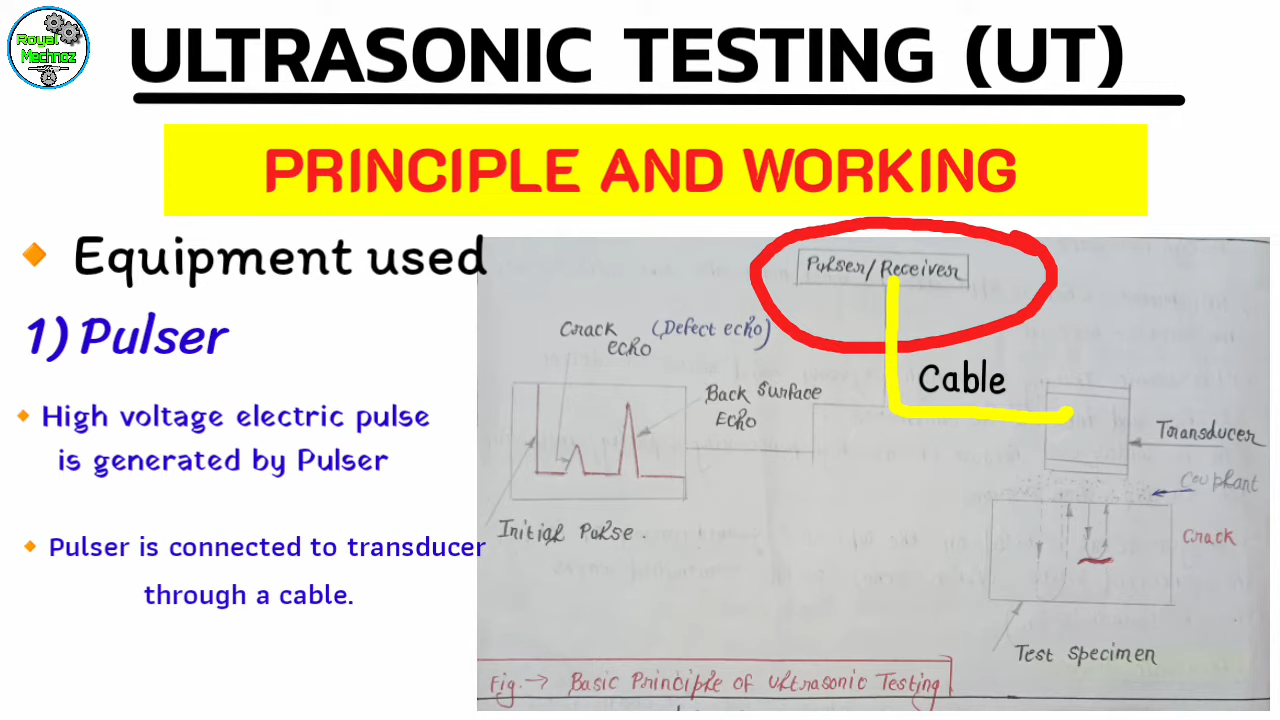 Royal
Mechnoz
ULTRASONIC TESTING (UT)
PRINCIPLE AND WORKING
Equipment used
1) Pulser
High voltage electric pulse
is generated by Pulser
Pulser is connected to transducer
through a cable.
Pulser/Receiver
Crack (Defect echo)
echo
Cable
Back Surface
Echo
Transducer
Couplant
Initial Pulse.
Crack
Test specimen
Fig. → Basic Principle of Ultrasonic Testing